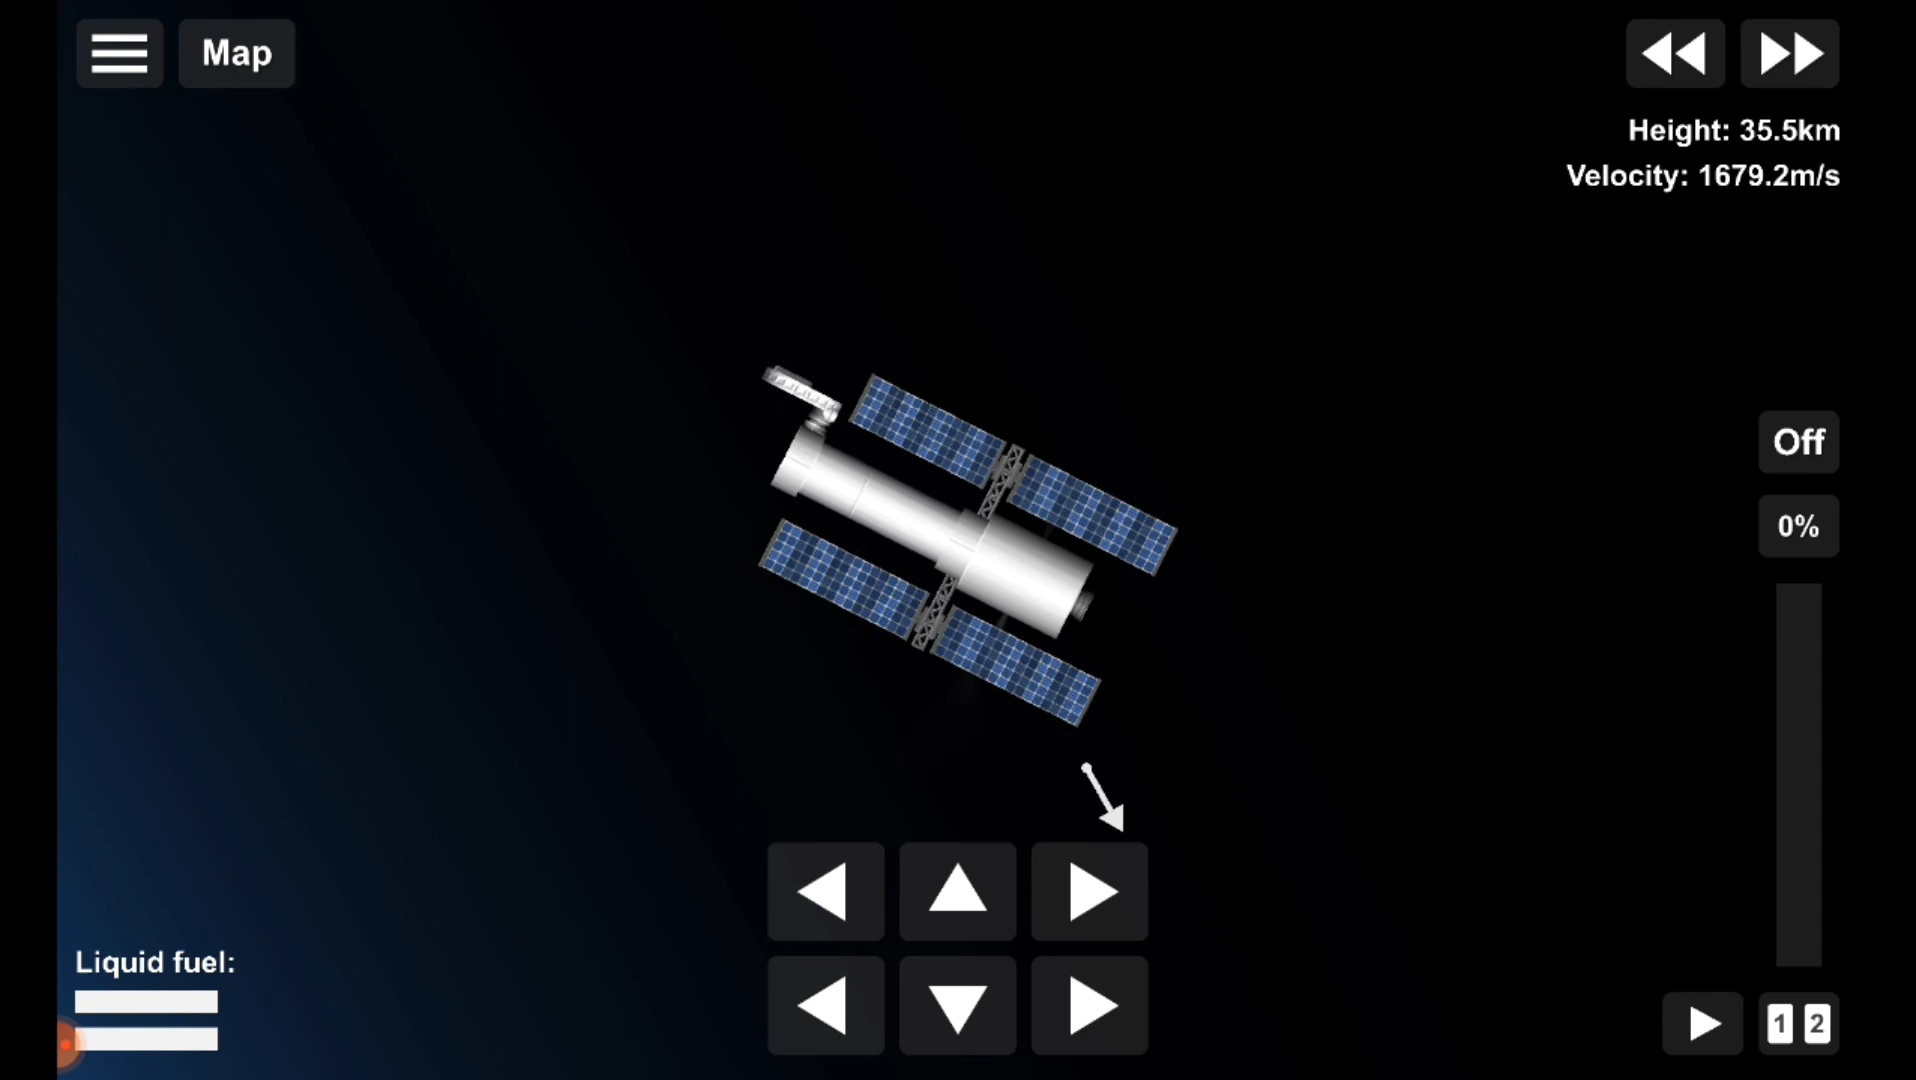 Map
Height: 35.5km
Velocity: 1679.2m/s
Off
0%
Liquid fuel:
1 2